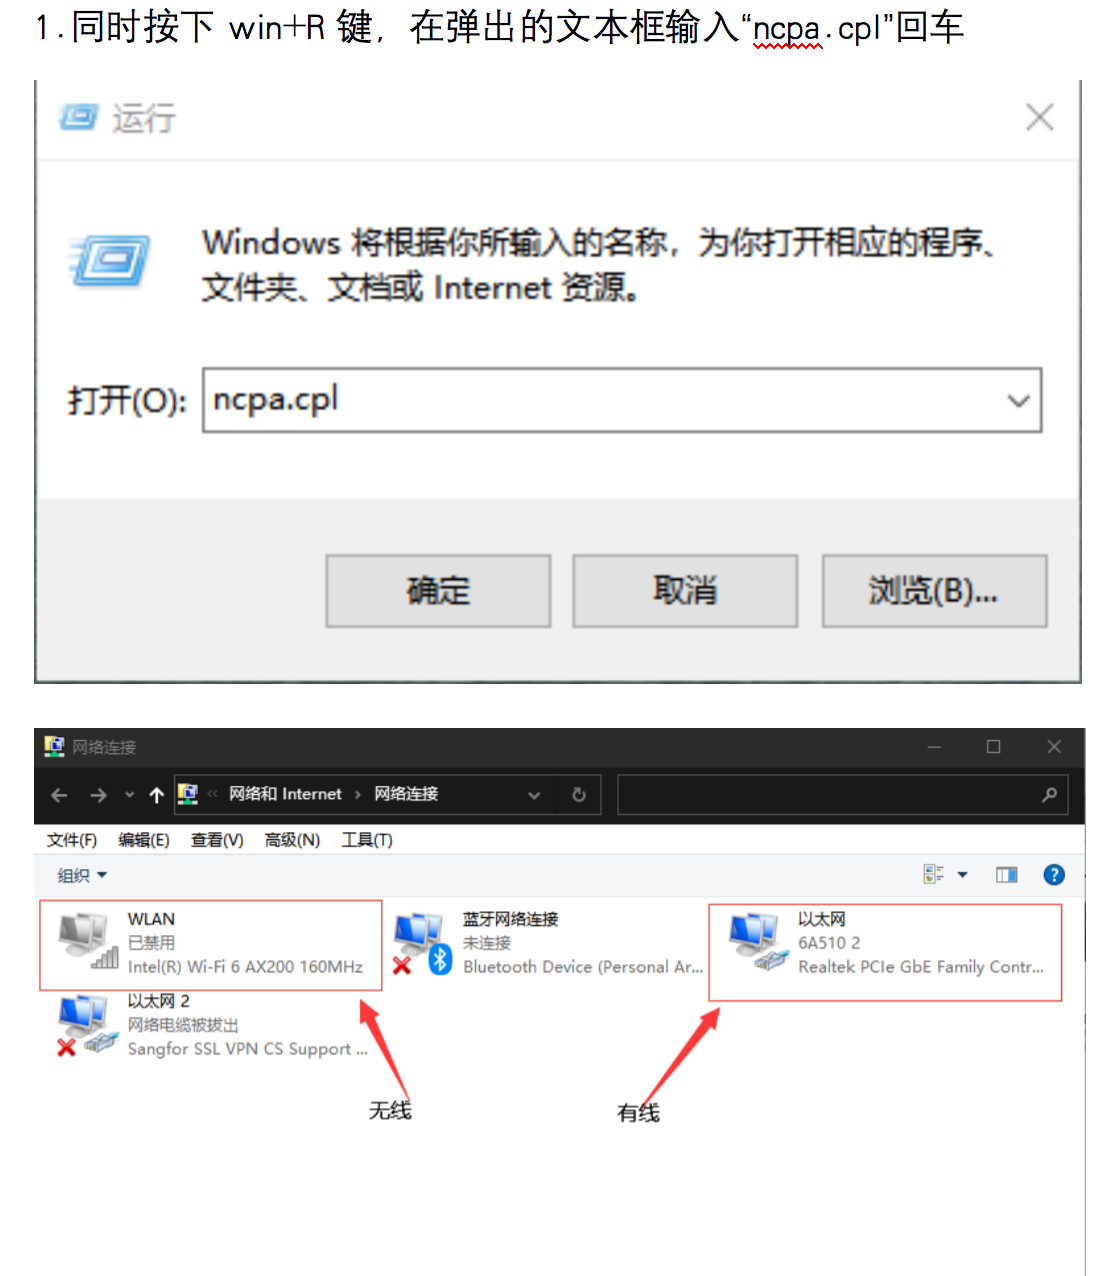 1.同时按下 win+R 键，在弹出的文本框输入“ncpa.cpl”回车
运行
Windows 将根据你所输入的名称，为你打开相应的程序、
文件夹、文档或 Internet 资源。
打开(O):
ncpa.cpl
确定
取消
浏览(B)...
网络连接
« 网络和 Internet › 网络连接
文件(F) 编辑(E) 查看(V) 高级(N) 工具(T)
组织
WLAN
已禁用
Intel(R) Wi-Fi 6 AX200 160MHz
蓝牙网络连接
未连接
Bluetooth Device (Personal Ar...
以太网
6A510 2
Realtek PCIe GbE Family Contr...
以太网 2
网络电缆被拔出
Sangfor SSL VPN CS Support ...
无线
有线